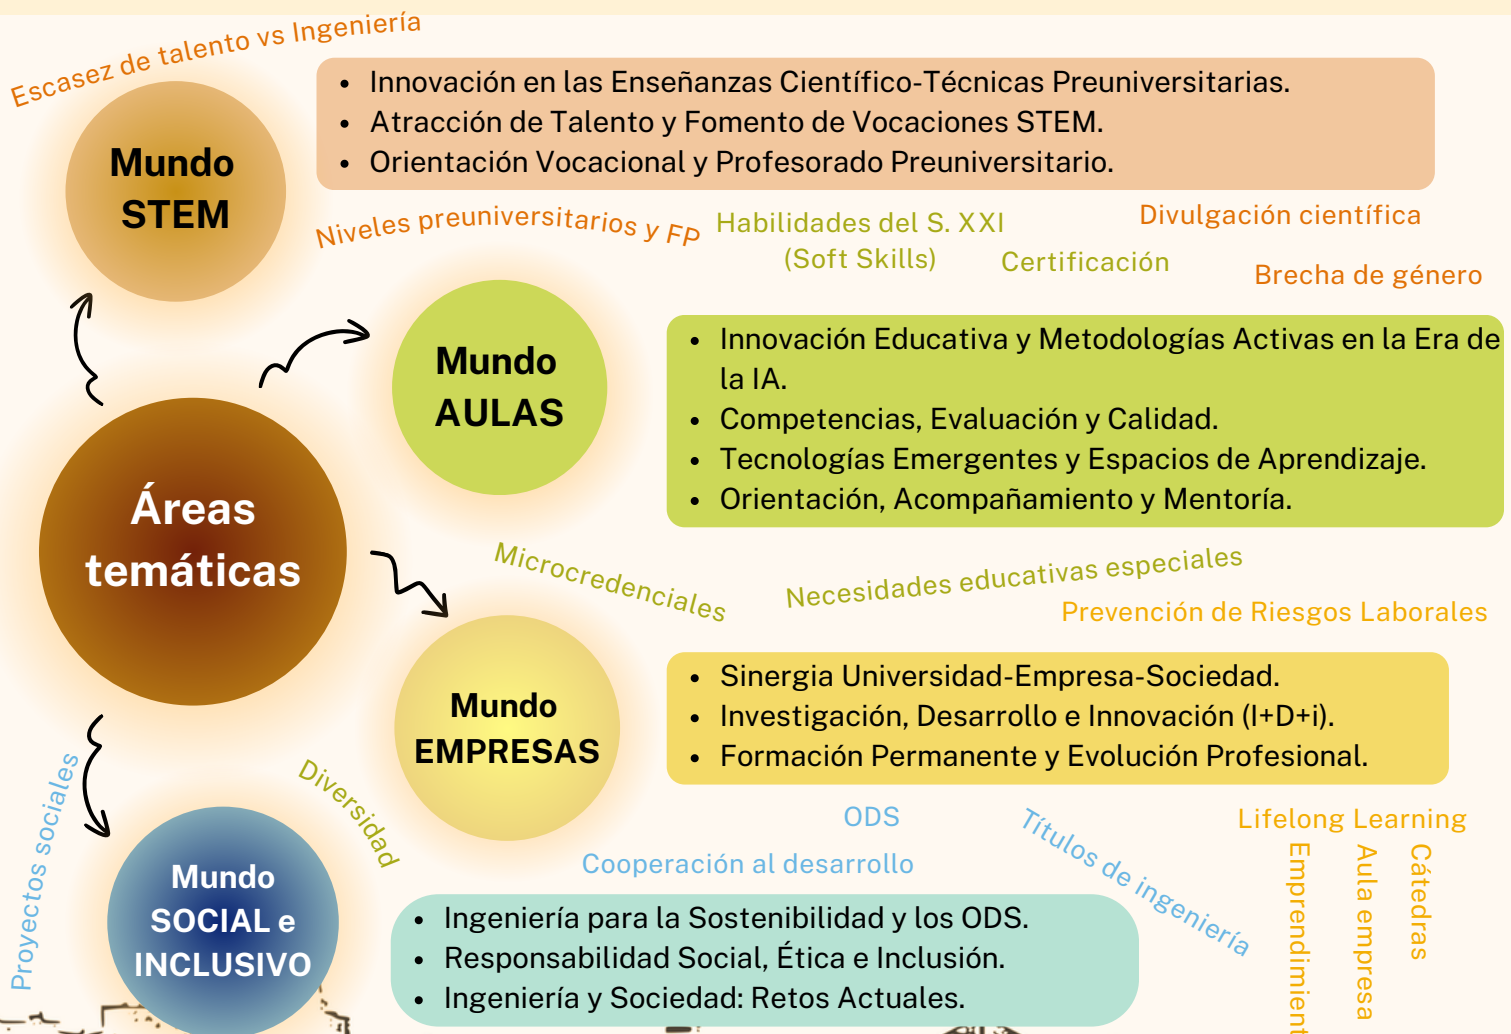 Escasez de talento vs Ingeniería
Mundo
STEM
• Innovación en las Enseñanzas Científico-Técnicas Preuniversitarias.
• Atracción de Talento y Fomento de Vocaciones STEM.
• Orientación Vocacional y Profesorado Preuniversitario.
Niveles preuniversitarios y FP
Habilidades del S. XXI
(Soft Skills)
Certificación
Divulgación científica
Brecha de género
Mundo
AULAS
• Innovación Educativa y Metodologías Activas en la Era de
la IA.
• Competencias, Evaluación y Calidad.
• Tecnologías Emergentes y Espacios de Aprendizaje.
• Orientación, Acompañamiento y Mentoría.
Áreas
temáticas
Microcredenciales
Necesidades educativas especiales
Prevención de Riesgos Laborales
Mundo
EMPRESAS
• Sinergia Universidad-Empresa-Sociedad.
• Investigación, Desarrollo e Innovación (I+D+i).
• Formación Permanente y Evolución Profesional.
Proyectos sociales
Diversidad
ODS
Cooperación al desarrollo
Títulos de ingeniería
Lifelong Learning
Emprendimient
Aula empresa
Cátedras
Mundo
SOCIAL e
INCLUSIVO
• Ingeniería para la Sostenibilidad y los ODS.
• Responsabilidad Social, Ética e Inclusión.
• Ingeniería y Sociedad: Retos Actuales.